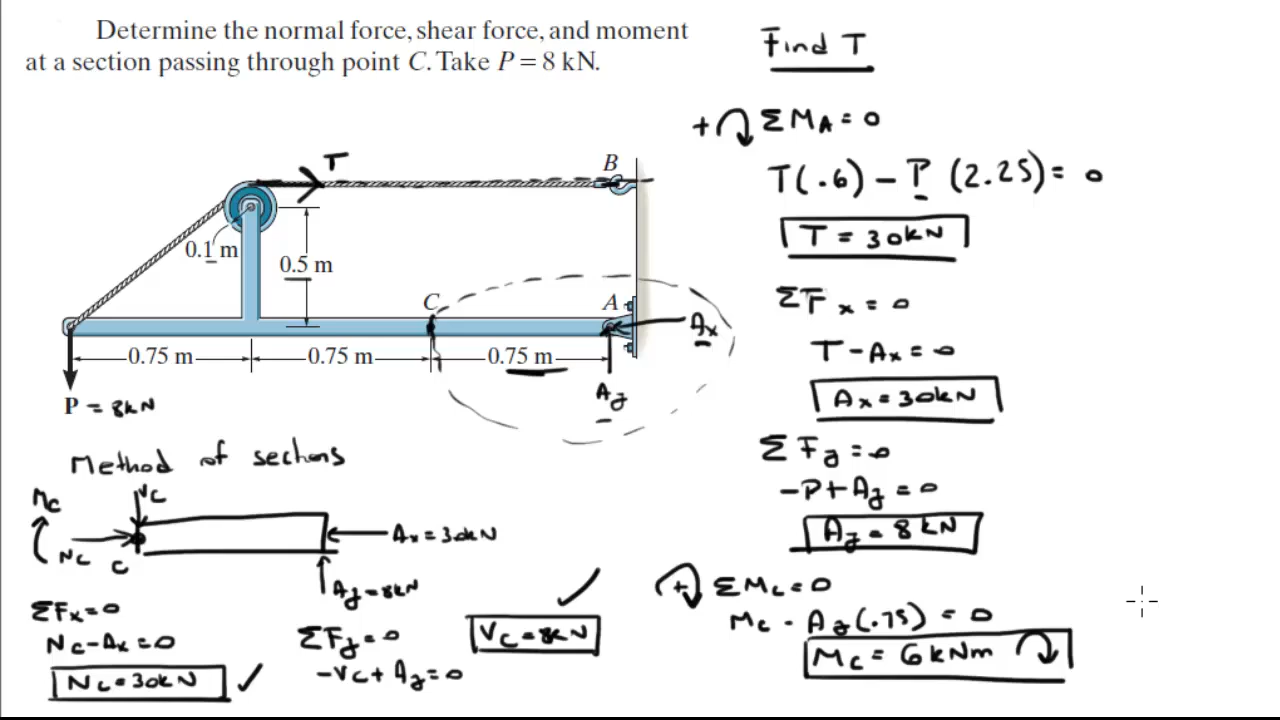 Determine the normal force, shear force, and moment
at a section passing through point C. Take P = 8 kN.
T
B
0.1 m
0.5 m
C
A
Ax
0.75 m
0.75 m
0.75 m
Ay
P = 8kN
Method of sections
Mc
Vc
Nc
C
Ax = 30kN
Ay = 8kN
ΣFx = 0
Nc - Ax = 0
Nc = 30kN ✓
ΣFy = 0
-Vc + Ay = 0
Vc = 8kN ✓
Find T
+ ΣMA = 0
T(.6) - P (2.25) = 0
T = 30kN
ΣFx = 0
T - Ax = 0
Ax = 30kN
ΣFy = 0
-P + Ay = 0
Ay = 8kN
+ ΣMc = 0
Mc - Ay(.75) = 0
Mc = 6kNm